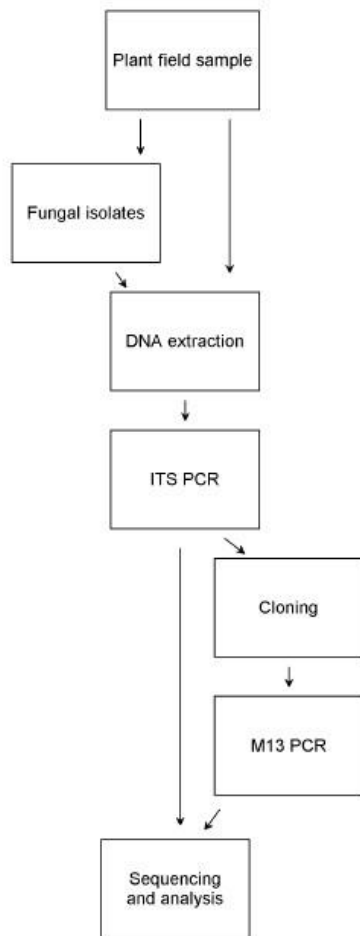 Plant field sample
Fungal isolates
DNA extraction
ITS PCR
Cloning
M13 PCR
Sequencing
and analysis